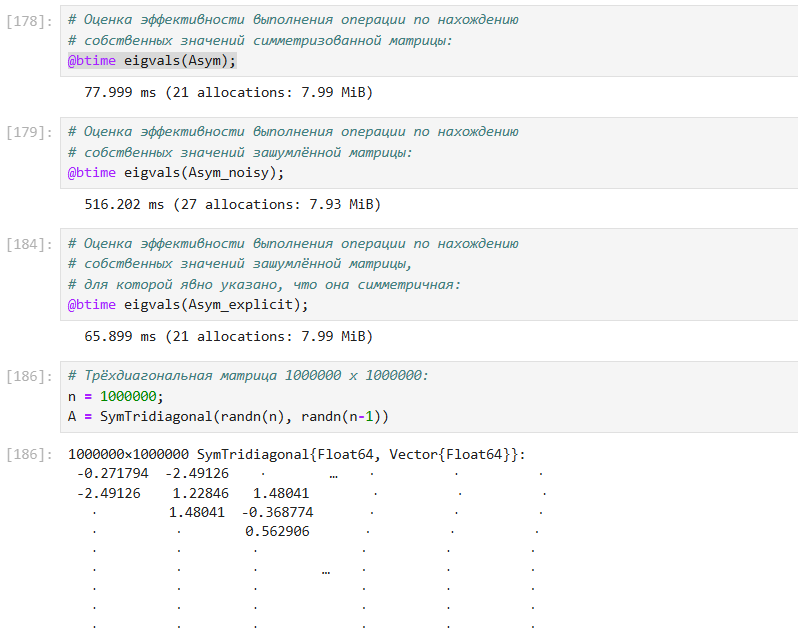 [178]: # Оценка эффективности выполнения операции по нахождению
# собственных значений симметризованной матрицы:
@btime eigvals(Asym);
77.999 ms (21 allocations: 7.99 MiB)
[179]: # Оценка эффективности выполнения операции по нахождению
# собственных значений зашумлённой матрицы:
@btime eigvals(Asym_noisy);
516.202 ms (27 allocations: 7.93 MiB)
[184]: # Оценка эффективности выполнения операции по нахождению
# собственных значений зашумлённой матрицы,
# для которой явно указано, что она симметричная:
@btime eigvals(Asym_explicit);
65.899 ms (21 allocations: 7.99 MiB)
[186]: # Трёхдиагональная матрица 1000000 x 1000000:
n = 1000000;
A = SymTridiagonal(randn(n), randn(n-1))
[186]: 1000000×1000000 SymTridiagonal{Float64, Vector{Float64}}:
-0.271794 -2.49126 ⋅ … ⋅ ⋅ ⋅
-2.49126 1.22846 1.48041 ⋅ ⋅ ⋅
⋅ 1.48041 -0.368774 ⋅ ⋅ ⋅
⋅ ⋅ 0.562906 ⋅ ⋅ ⋅
⋅ ⋅ ⋅ ⋅ ⋅ ⋅
⋅ ⋅ ⋅ … ⋅ ⋅ ⋅
⋅ ⋅ ⋅ ⋅ ⋅ ⋅
⋅ ⋅ ⋅ ⋅ ⋅ ⋅
⋅ ⋅ ⋅ ⋅ ⋅ ⋅